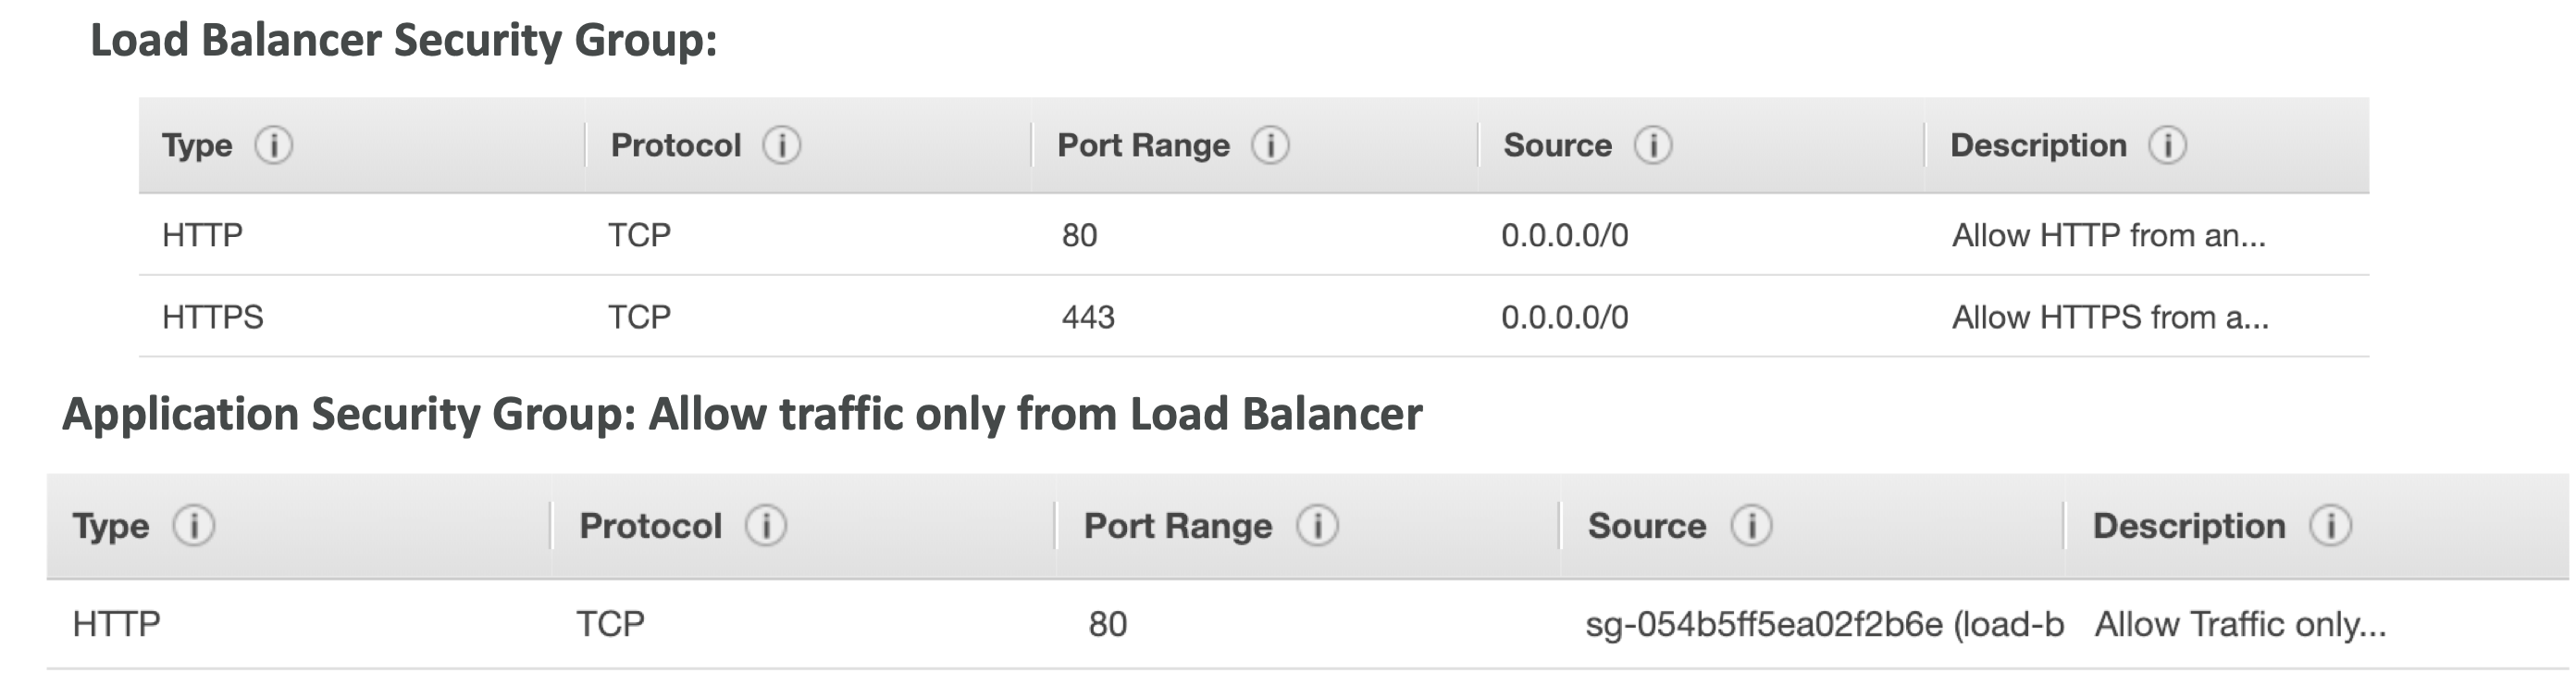 Load Balancer Security Group:
Type Protocol Port Range Source Description
HTTP TCP 80 0.0.0.0/0 Allow HTTP from an...
HTTPS TCP 443 0.0.0.0/0 Allow HTTPS from a...
Application Security Group: Allow traffic only from Load Balancer
Type Protocol Port Range Source Description
HTTP TCP 80 sg-054b5ff5ea02f2b6e (load-b Allow Traffic only...